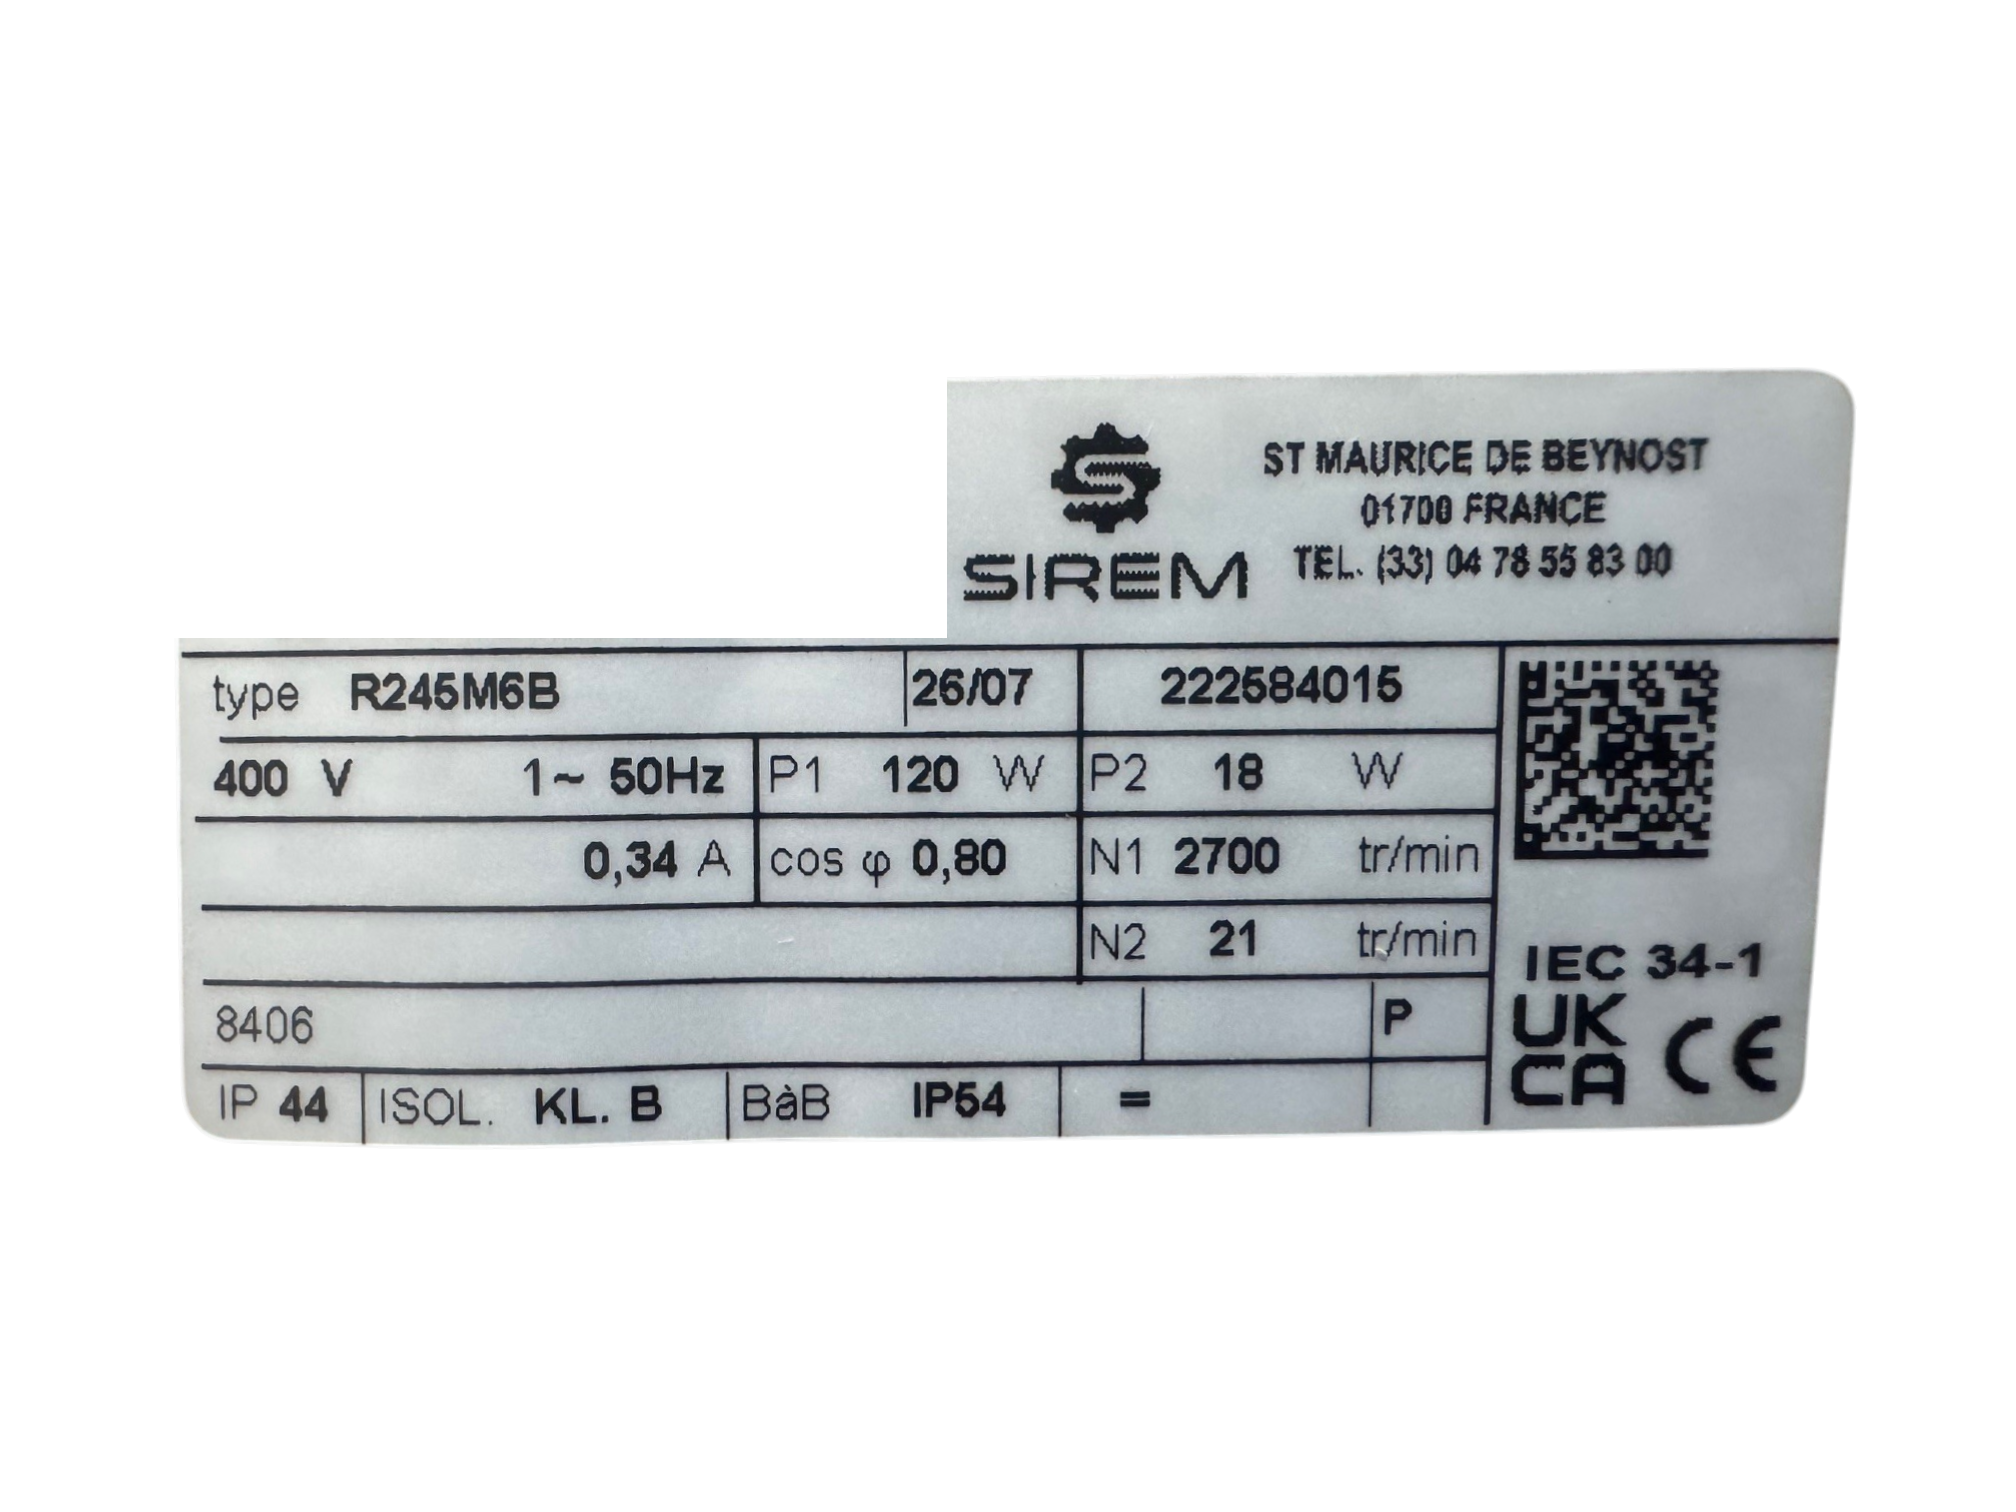 SIREM
ST MAURICE DE BEYNOST
01700 FRANCE
TEL. (33) 04 78 55 83 00
type R245M6B 26/07 222584015
400 V 1~ 50Hz P1 120 W P2 18 W
0,34 A cos φ 0,80 N1 2700 tr/min
N2 21 tr/min
8406 P
IP 44 ISOL. KL. B BàB IP54 =
IEC 34-1
UK
CA CE